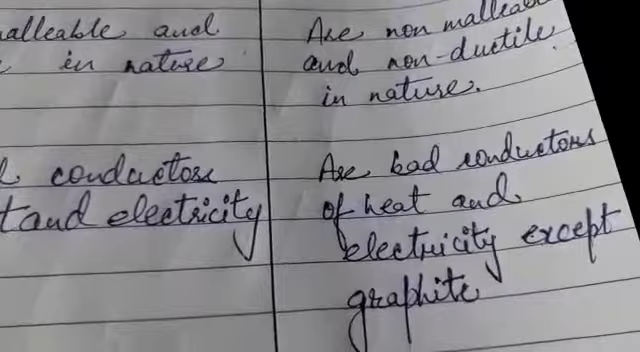 alleable and
in nature
conductors
and electricity
Are non malleable
and non-ductile
in nature.
Are bad conductors
of heat and
electricity except
graphite